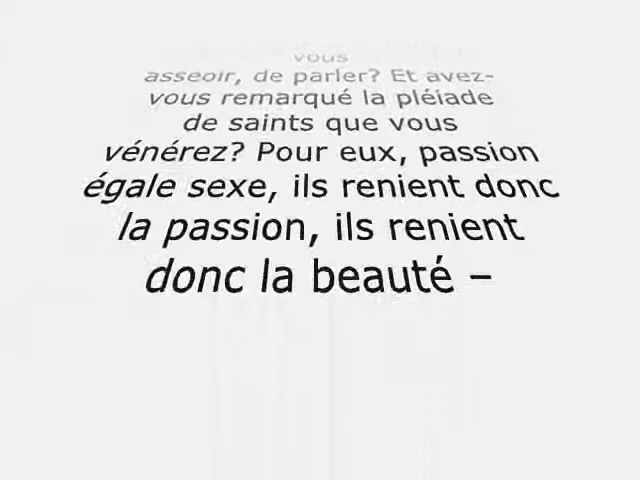 vous
asseoir, de parler? Et avez-
vous remarqué la pléiade
de saints que vous
vénérez? Pour eux, passion
égale sexe, ils renient donc
la passion, ils renient
donc la beauté –